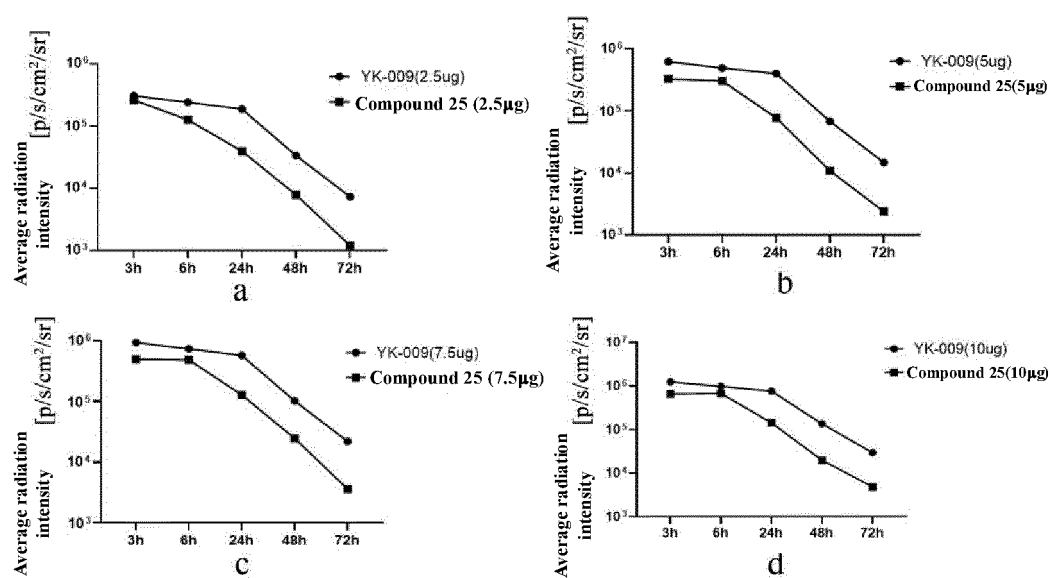 Average radiation
intensity [p/s/cm²/sr]
10⁶
10⁵
10⁴
10³
YK-009(2.5ug)
Compound 25 (2.5µg)
3h 6h 24h 48h 72h
a
Average radiation
intensity [p/s/cm²/sr]
10⁶
10⁵
10⁴
10³
YK-009(5ug)
Compound 25(5µg)
3h 6h 24h 48h 72h
b
Average radiation
intensity [p/s/cm²/sr]
10⁶
10⁵
10⁴
10³
YK-009(7.5ug)
Compound 25 (7.5µg)
3h 6h 24h 48h 72h
c
Average radiation
intensity [p/s/cm²/sr]
10⁷
10⁶
10⁵
10⁴
10³
YK-009(10ug)
Compound 25(10µg)
3h 6h 24h 48h 72h
d